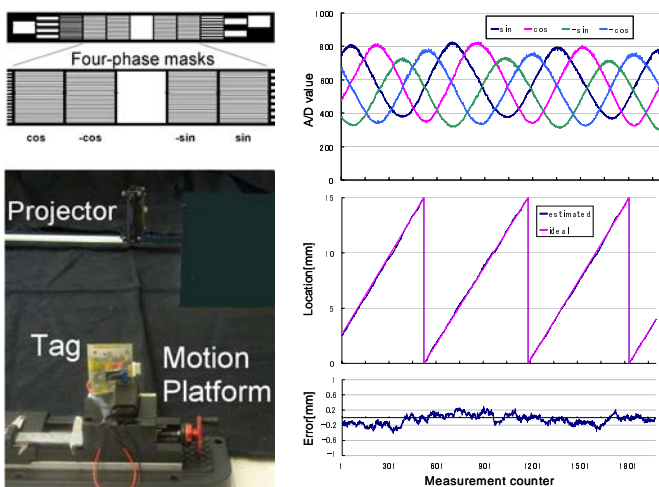 Four-phase masks
cos -cos -sin sin
Projector
Tag
Motion
Platform
1000
800
600
400
200
0
A/D value
sin cos -sin -cos
15
10
5
0
Location[mm]
estimated
ideal
1
0.6
0.2
-0.2
-0.6
-1
Error[mm]
1 301 601 901 1201 1501 1801
Measurement counter